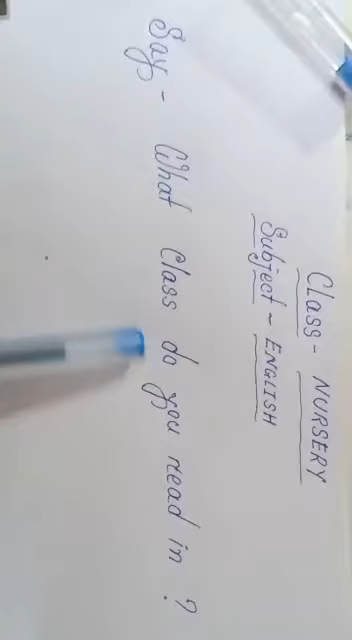 Class - NURSERY
Subject - ENGLISH
Say - What Class do you read in ?